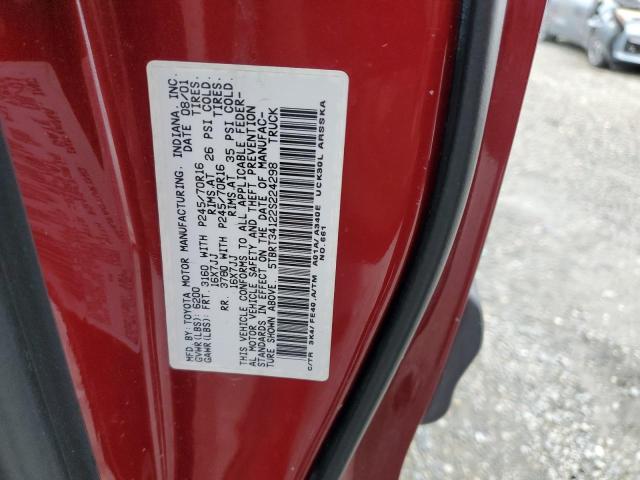 MFD BY: TOYOTA MOTOR MANUFACTURING, INDIANA, INC.
GVWR(LBS): 6200 DATE 08/01
GAWR(LBS): FRT. 3160 WITH P245/70R16 TIRES,
16X7JJ RIMS,AT 26 PSI COLD.
RR. 3780 WITH P245/70R16 TIRES,
16X7JJ RIMS,AT 35 PSI COLD.
THIS VEHICLE CONFORMS TO ALL APPLICABLE FEDER-
AL MOTOR VEHICLE SAFETY AND THEFT PREVENTION
STANDARDS IN EFFECT ON THE DATE OF MANUFAC-
TURE SHOWN ABOVE. 5TBRT34122S224298 TRUCK
C/TR 3K4/FE40,A/TM A01A/A340E UCK30L ARSSKA
NO.661